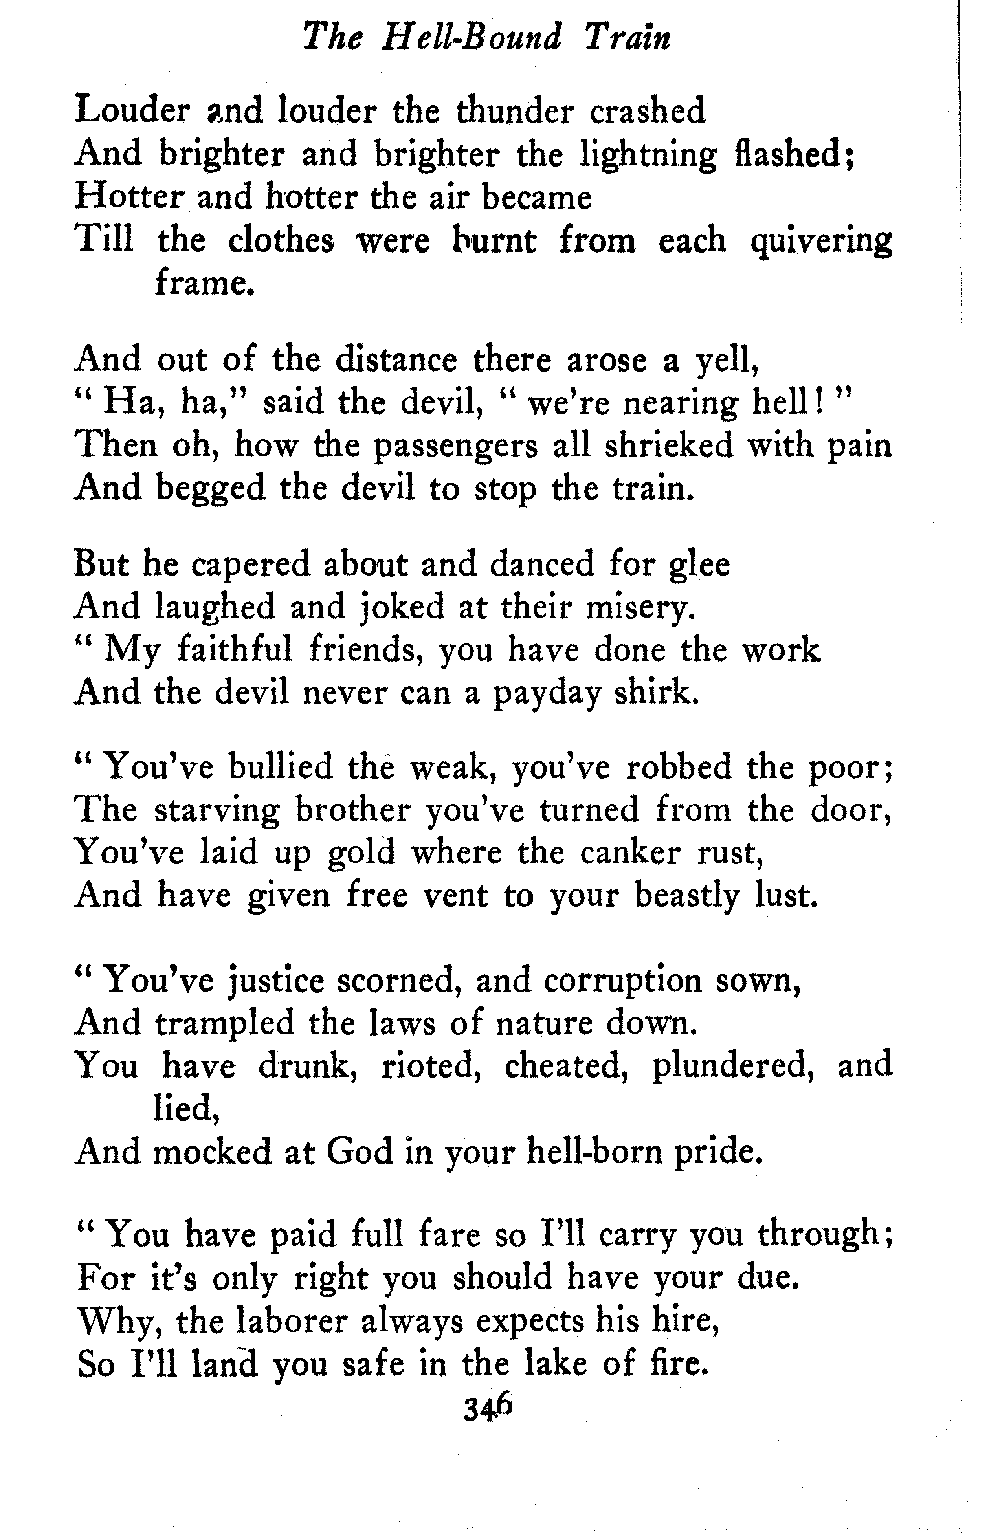 The Hell-Bound Train
Louder and louder the thunder crashed
And brighter and brighter the lightning flashed;
Hotter and hotter the air became
Till the clothes were burnt from each quivering
frame.
And out of the distance there arose a yell,
" Ha, ha," said the devil, " we're nearing hell! "
Then oh, how the passengers all shrieked with pain
And begged the devil to stop the train.
But he capered about and danced for glee
And laughed and joked at their misery.
" My faithful friends, you have done the work
And the devil never can a payday shirk.
" You've bullied the weak, you've robbed the poor;
The starving brother you've turned from the door,
You've laid up gold where the canker rust,
And have given free vent to your beastly lust.
" You've justice scorned, and corruption sown,
And trampled the laws of nature down.
You have drunk, rioted, cheated, plundered, and
lied,
And mocked at God in your hell-born pride.
" You have paid full fare so I'll carry you through;
For it's only right you should have your due.
Why, the laborer always expects his hire,
So I'll land you safe in the lake of fire.
346